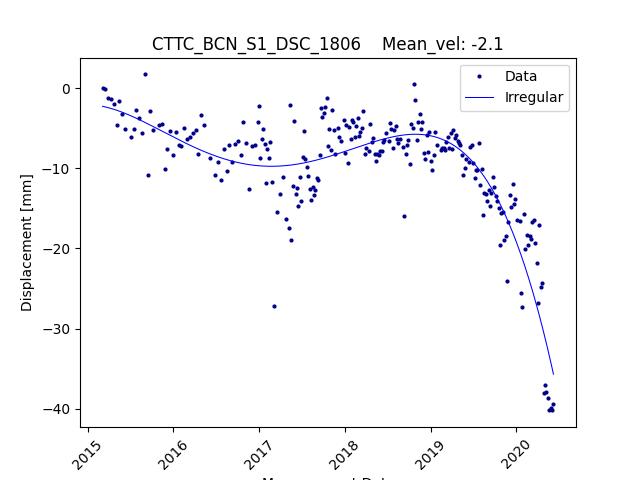 CTTC_BCN_S1_DSC_1806    Mean_vel: -2.1
Data
Irregular
Displacement [mm]
0
−10
−20
−30
−40
2015
2016
2017
2018
2019
2020